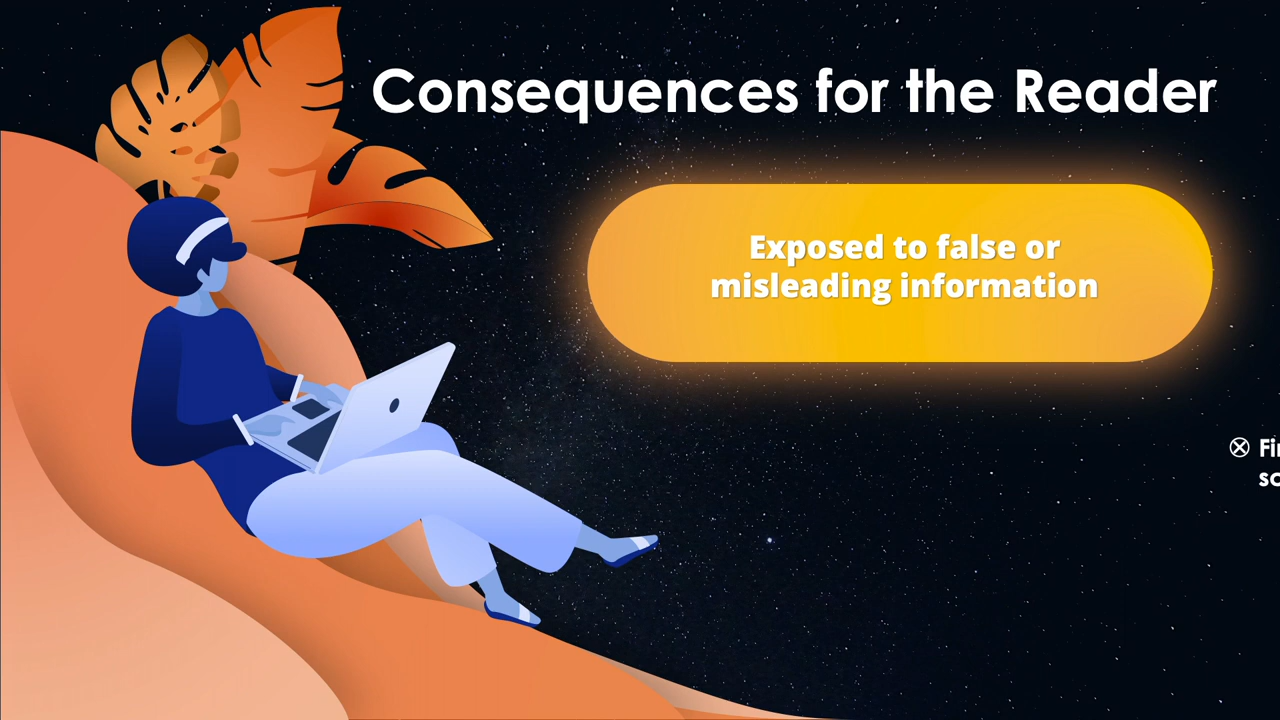 Consequences for the Reader
Exposed to false or
misleading information